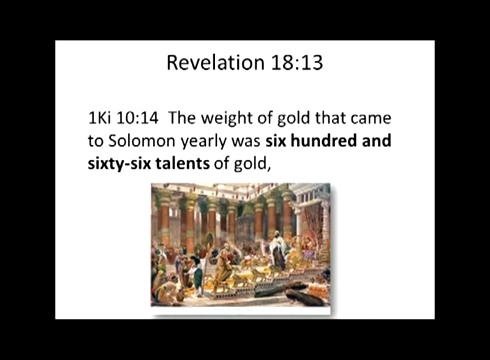 Revelation 18:13
1Ki 10:14 The weight of gold that came
to Solomon yearly was six hundred and
sixty-six talents of gold,